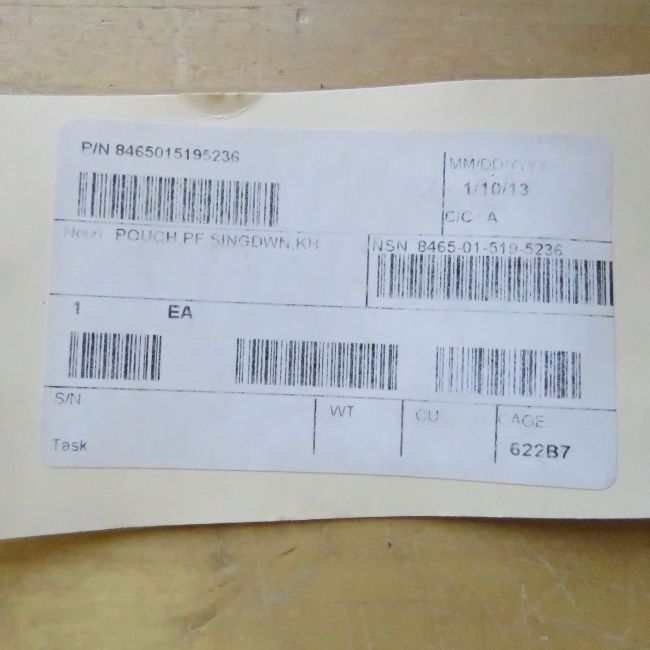 P/N 8465015195236
MM/DD/YYYY
1/10/13
C/C : A
Noun POUCH PF SINGDWN,KH
NSN 8465-01-519-5236
1 EA
S/N
WT
CU
CAGE
622B7
Task